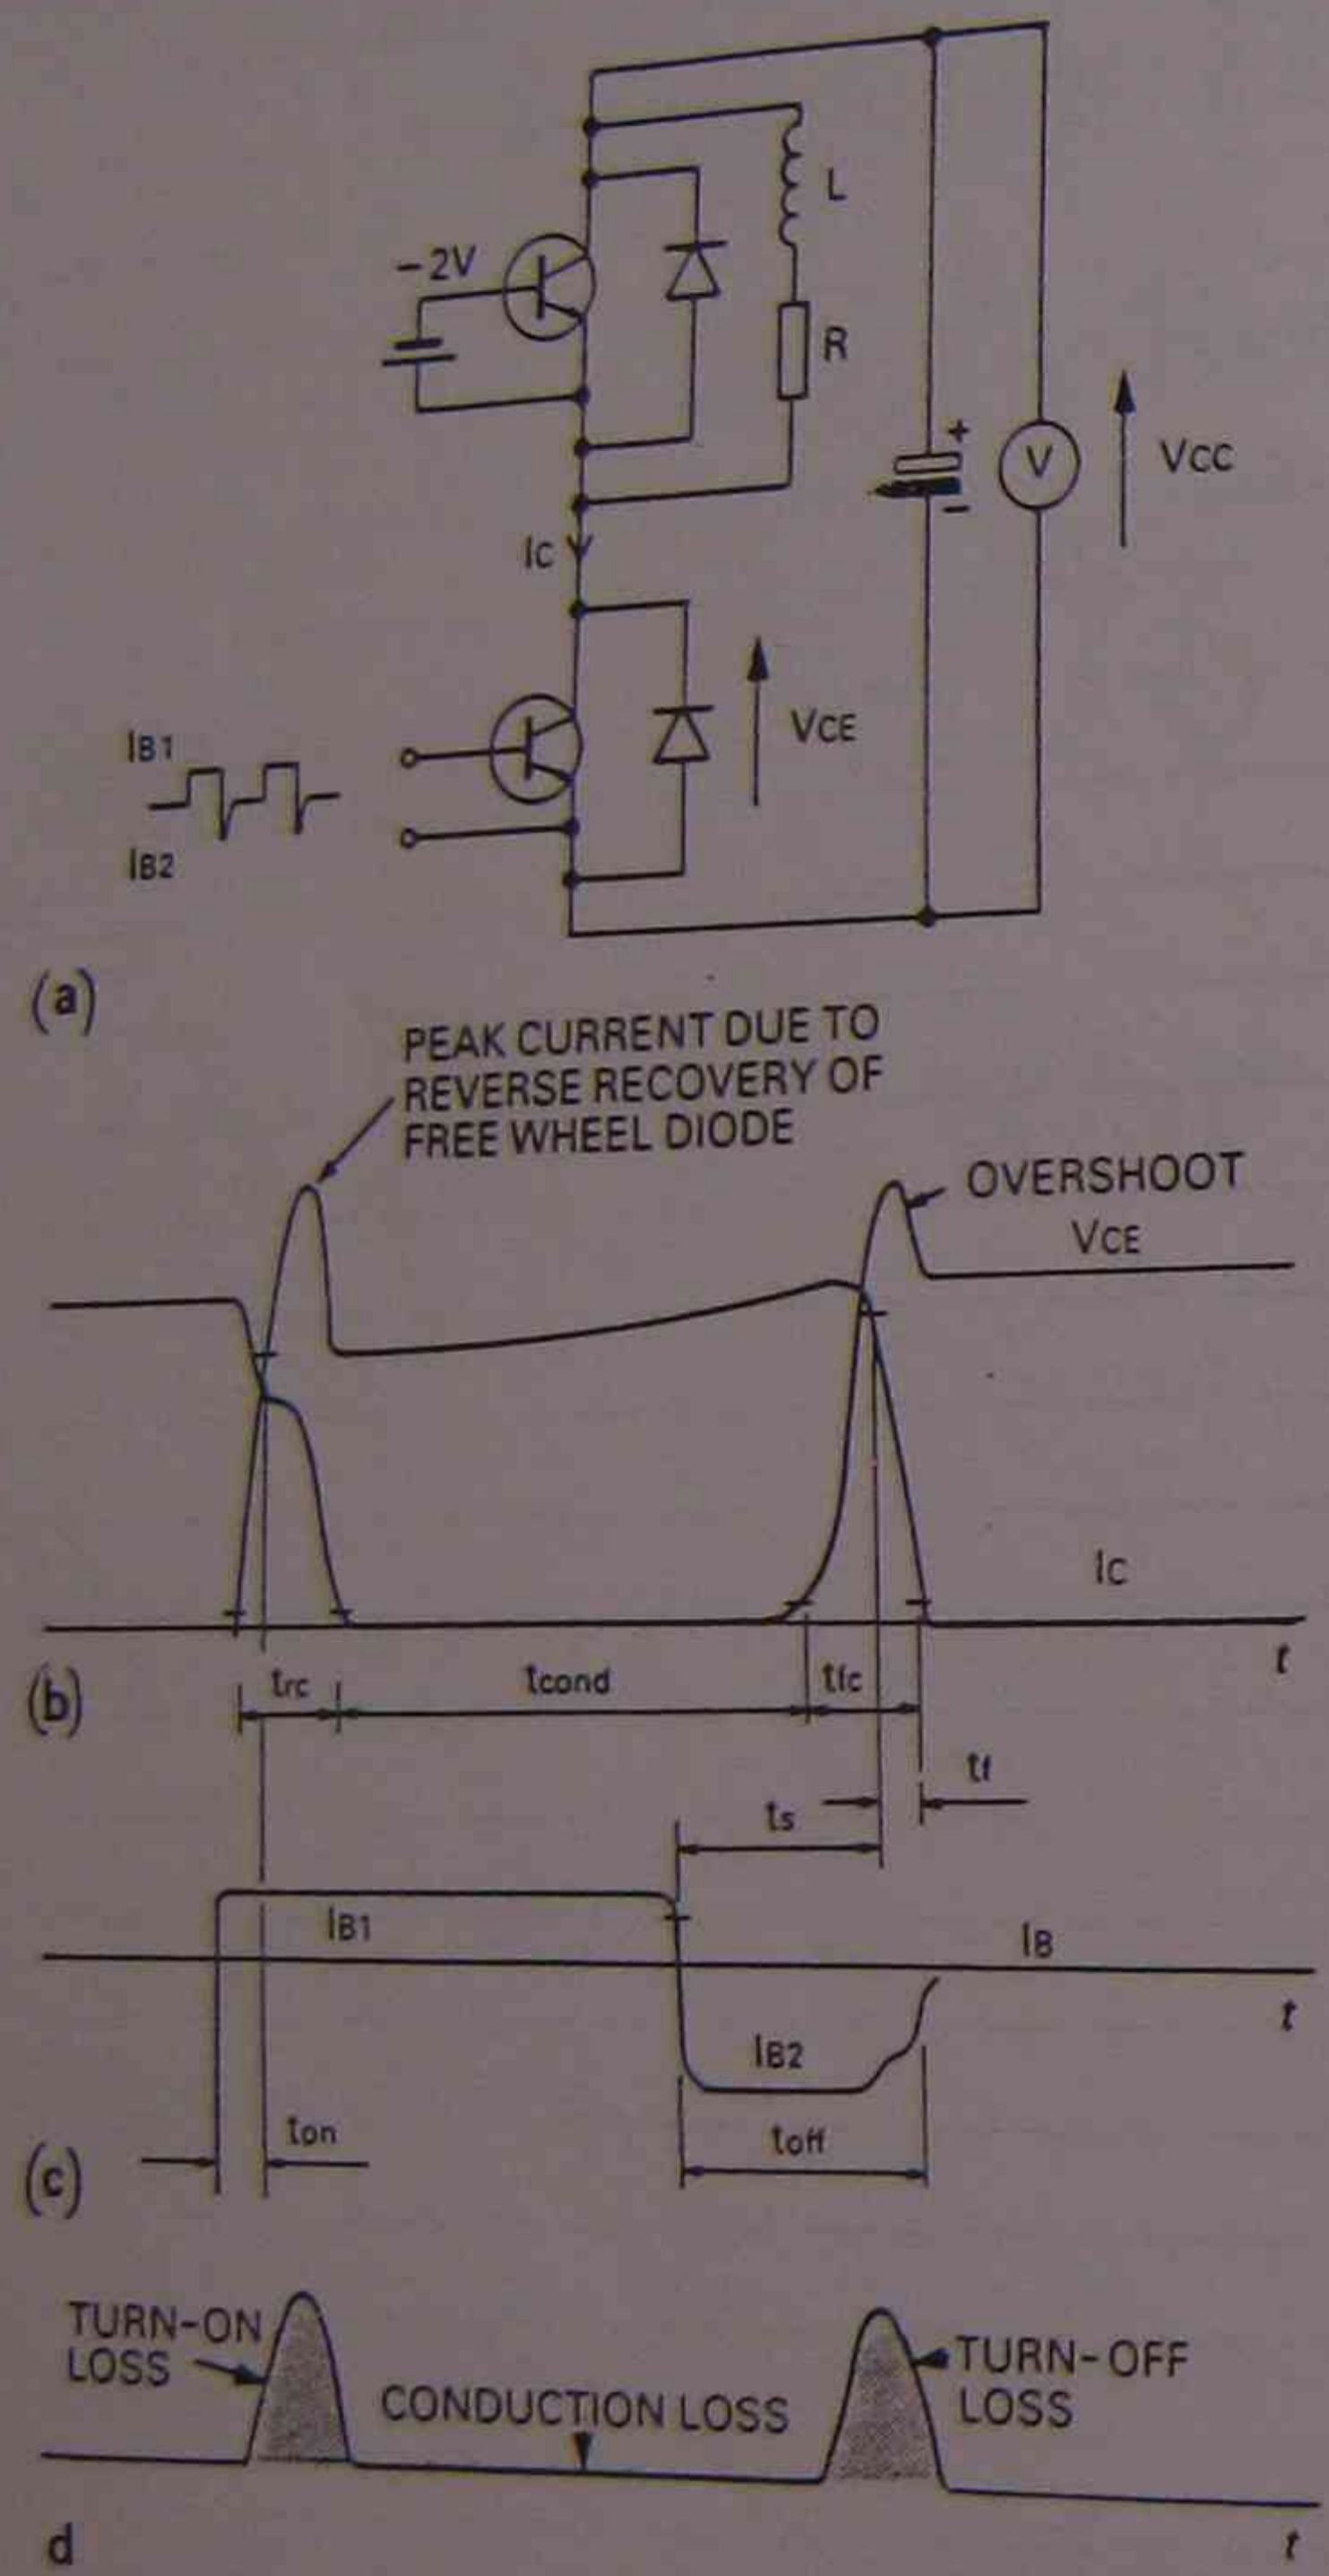 L
-2V
R
+
V
VCC
-
IC
IB1
VCE
IB2
(a)
PEAK CURRENT DUE TO
REVERSE RECOVERY OF
FREE WHEEL DIODE
OVERSHOOT
VCE
IC
t
(b)
trc
tcond
tfc
tf
ts
IB1
IB
t
IB2
ton
toff
(c)
TURN-ON
LOSS
CONDUCTION LOSS
TURN-OFF
LOSS
d
t